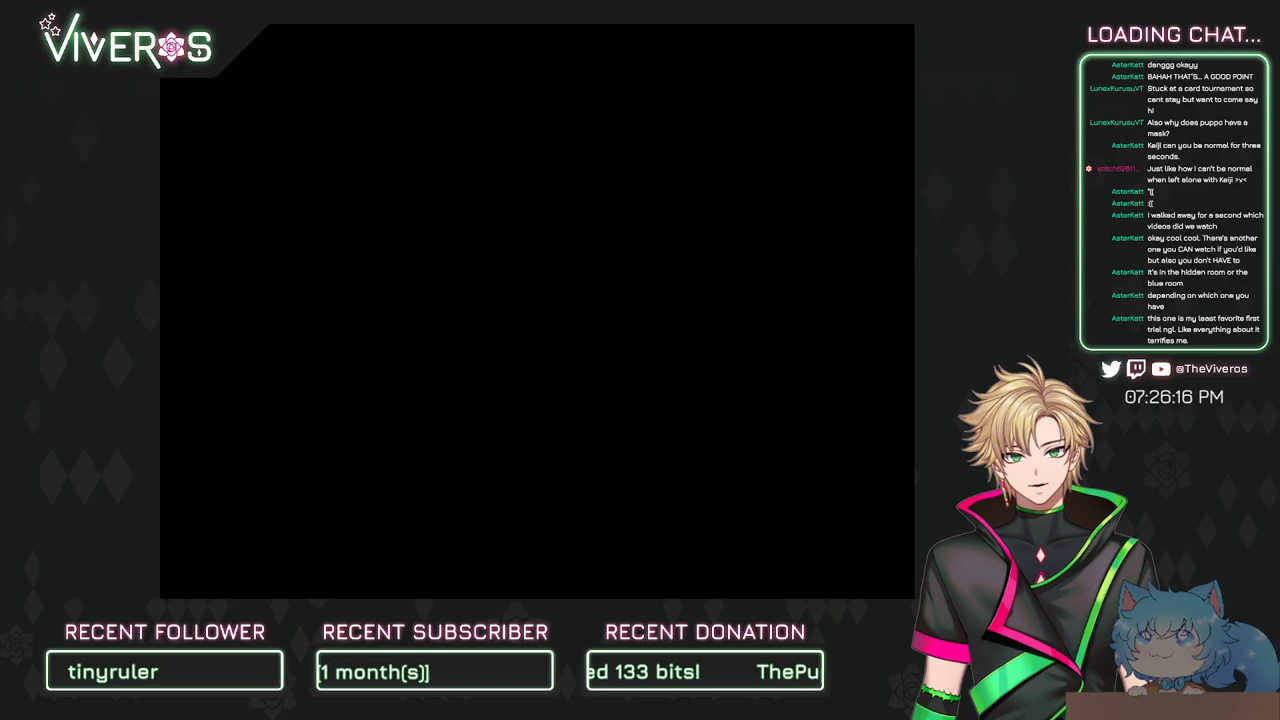 VIVEROS
LOADING CHAT...
AsterKatt danggg okayy
AsterKatt BAHAH THAT'S... A GOOD POINT
LunexKurusuVT Stuck at a card tournament so
cant stay but want to come say
hi
LunexKurusuVT Also why does puppo have a
mask?
AsterKatt Keiji can you be normal for three
seconds.
stitch62611... Just like how I can't be normal
when left alone with Keiji >v<
AsterKatt "((
AsterKatt :((
AsterKatt I walked away for a second which
videos did we watch
AsterKatt okay cool cool. There's another
one you CAN watch if you'd like
but also you don't HAVE to
AsterKatt It's in the hidden room or the
blue room
AsterKatt depending on which one you
have
AsterKatt this one is my least favorite first
trial ngl. Like everything about it
terrifies me.
@TheViveros
07:26:16 PM
RECENT FOLLOWER
tinyruler
RECENT SUBSCRIBER
[1 month(s)]
RECENT DONATION
ed 133 bits! ThePu